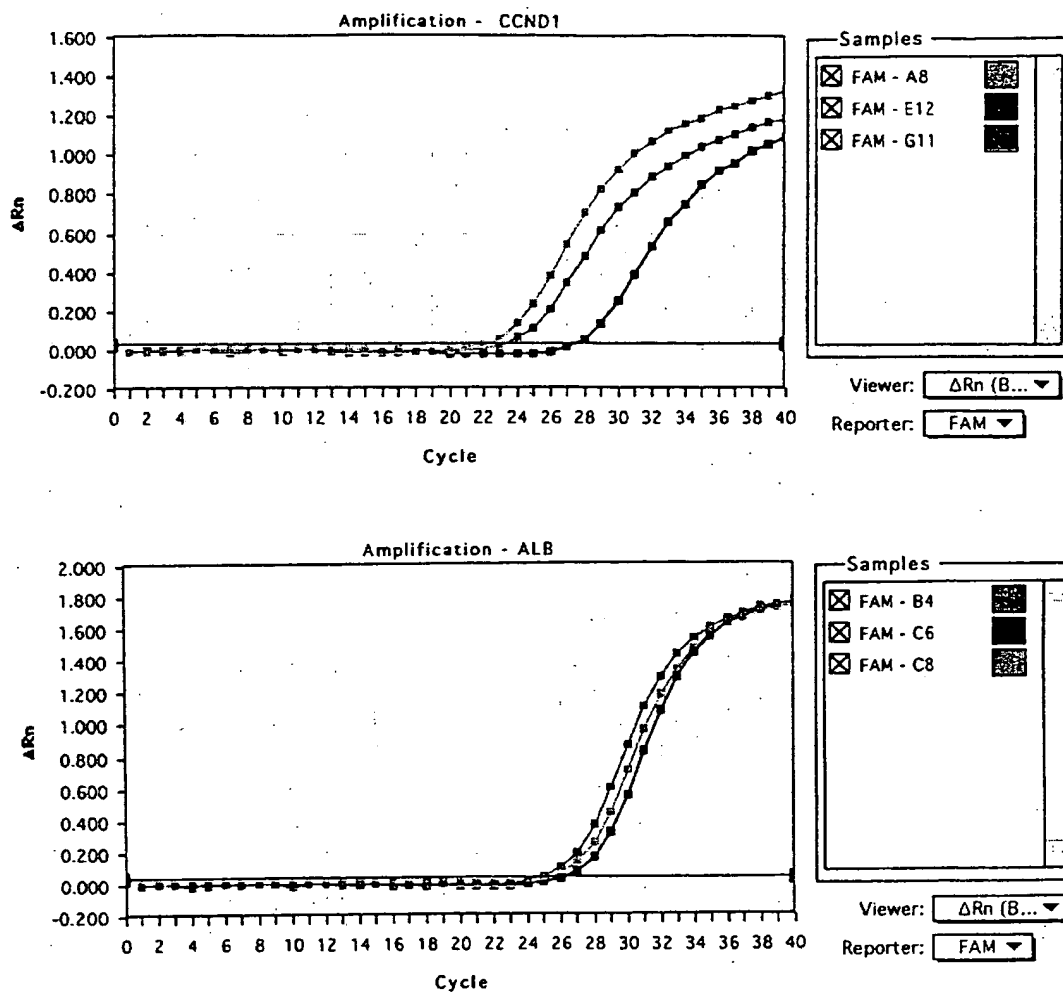 Amplification - CCND1
1.600
1.400
1.200
1.000
0.800
0.600
0.400
0.200
0.000
-0.200
ΔRn
0 2 4 6 8 10 12 14 16 18 20 22 24 26 28 30 32 34 36 38 40
Cycle
Samples
FAM - A8
FAM - E12
FAM - G11
Viewer: ΔRn (B...
Reporter: FAM
Amplification - ALB
2.000
1.800
1.600
1.400
1.200
1.000
0.800
0.600
0.400
0.200
0.000
-0.200
ΔRn
0 2 4 6 8 10 12 14 16 18 20 22 24 26 28 30 32 34 36 38 40
Cycle
Samples
FAM - B4
FAM - C6
FAM - C8
Viewer: ΔRn (B...
Reporter: FAM